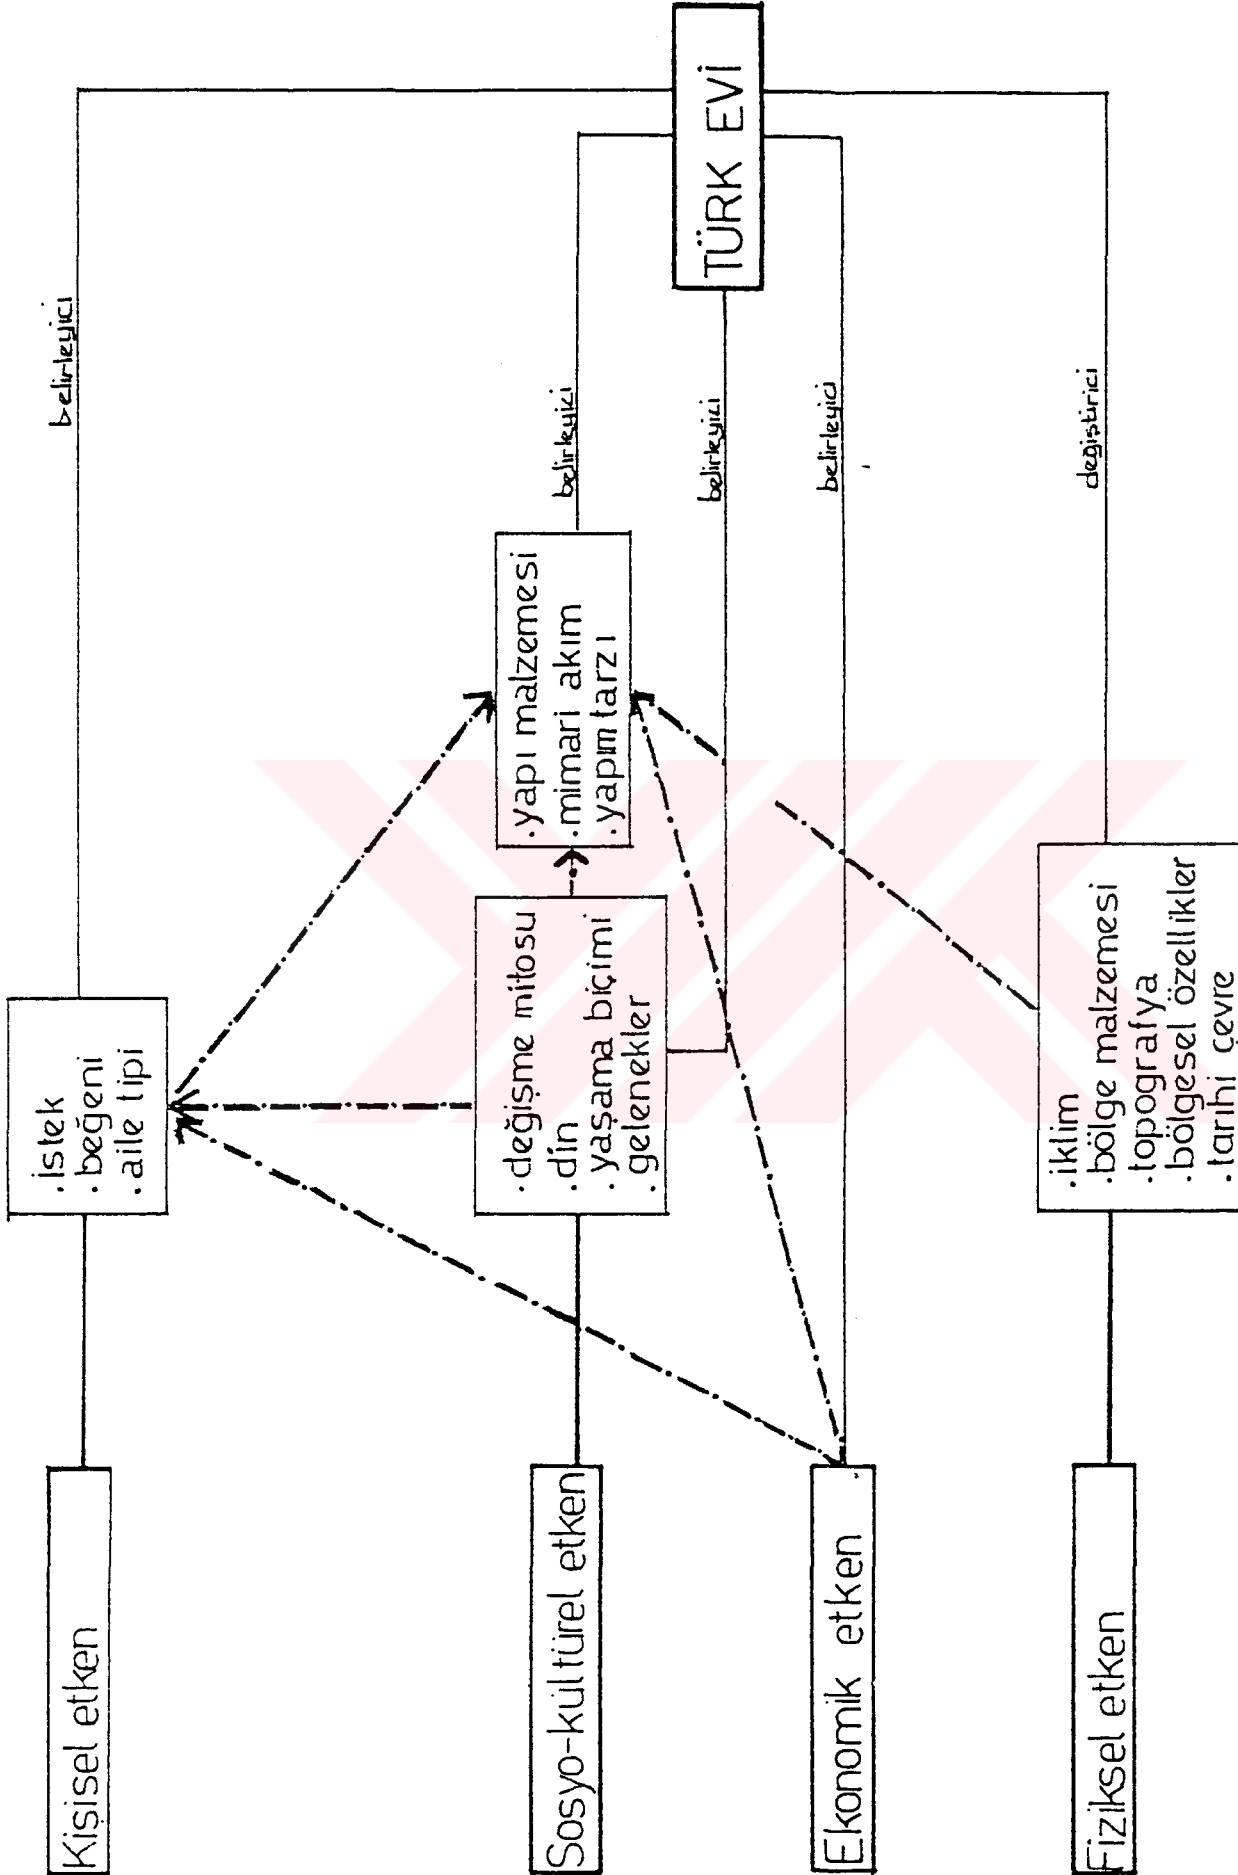 Kişisel etken
.istek
.beğeni
.aile tipi
belirleyici
Sosyo-kültürel etken
.değişme mitosu
.din
.yaşama biçimi
.gelenekler
.yapı malzemesi
.mimari akım
.yapım tarzı
belirleyici
belirleyici
TÜRK EVİ
Ekonomik etken
belirleyici
Fiziksel etken
.iklim
.bölge malzemesi
.topografya
.bölgesel özellikler
.tarihi çevre
değiştirici